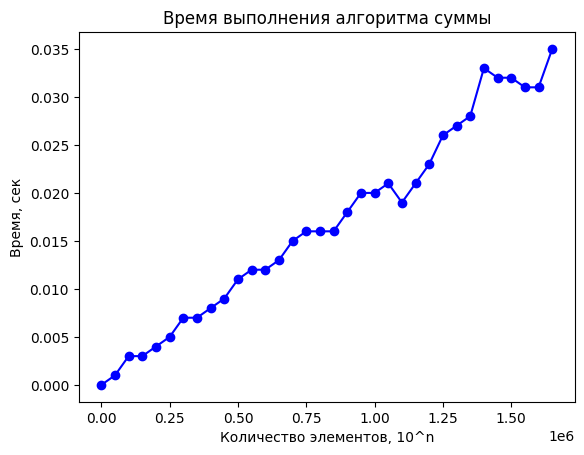 Время выполнения алгоритма суммы
0.035
0.030
0.025
0.020
0.015
0.010
0.005
0.000
Время, сек
0.00 0.25 0.50 0.75 1.00 1.25 1.50
1e6
Количество элементов, 10^n